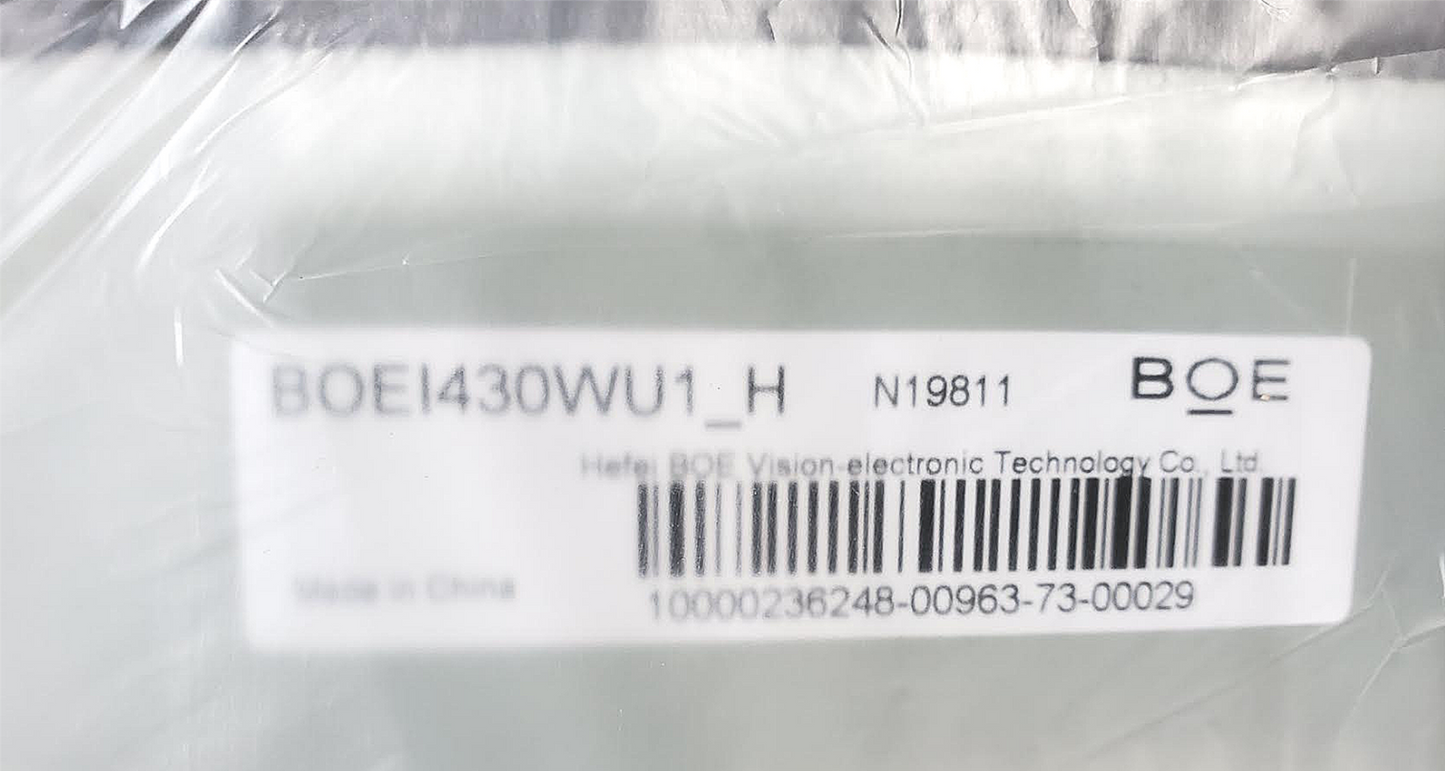 BOEI430WU1_H N19811 BOE
Hefei BOE Vision-electronic Technology Co., Ltd.
10000236248-00963-73-00029
Made in China